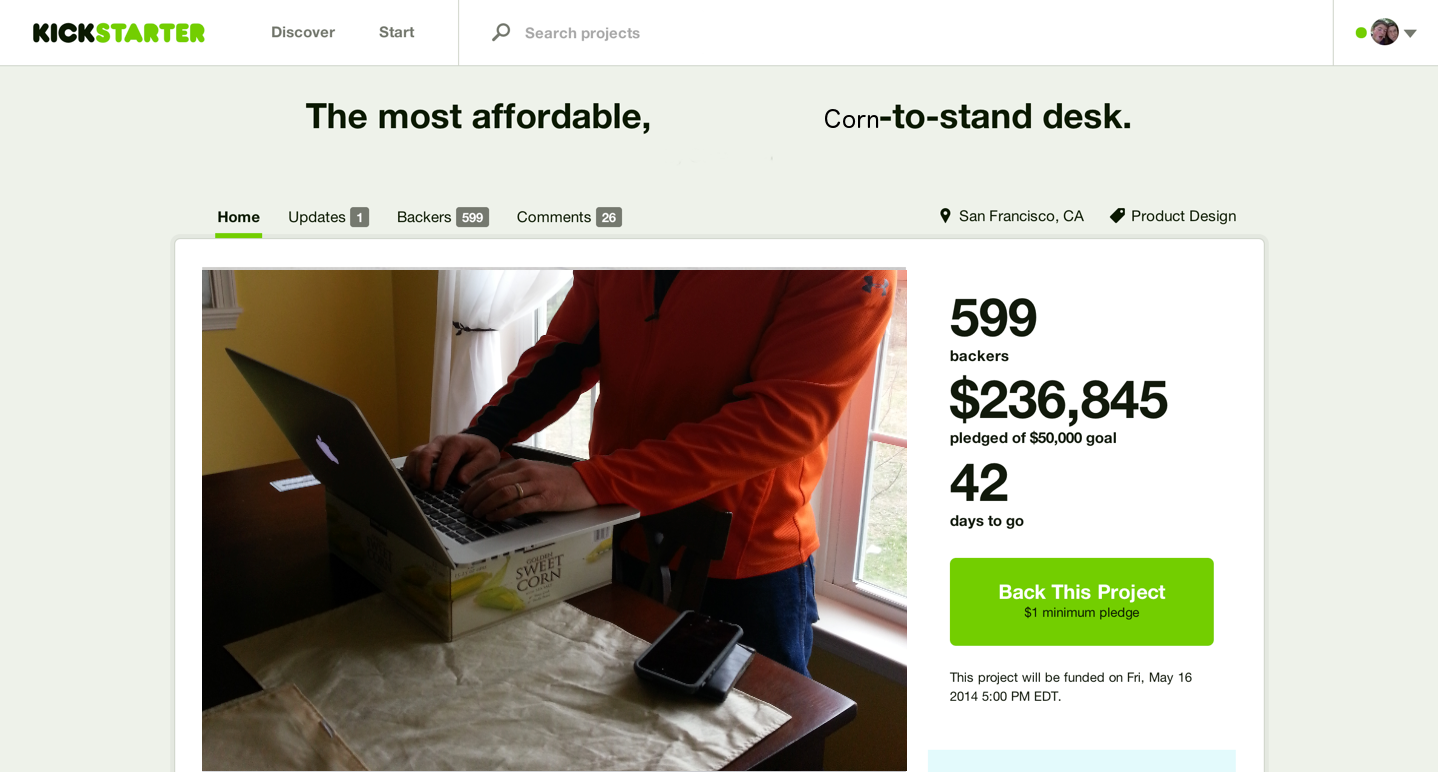 KICKSTARTER Discover Start Search projects
The most affordable, Corn-to-stand desk.
Home Updates 1 Backers 599 Comments 26 San Francisco, CA Product Design
599
backers
$236,845
pledged of $50,000 goal
42
days to go
Back This Project
$1 minimum pledge
This project will be funded on Fri, May 16
2014 5:00 PM EDT.
GOLDEN
SWEET
CORN